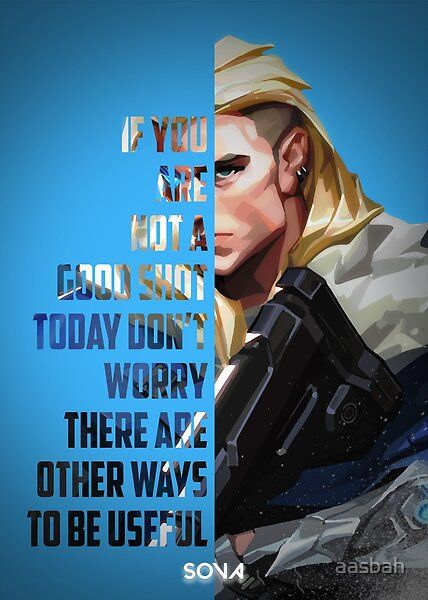 IF YOU
ARE
NOT A
GOOD SHOT
TODAY DON'T
WORRY
THERE ARE
OTHER WAYS
TO BE USEFUL
SOVA
aasbah